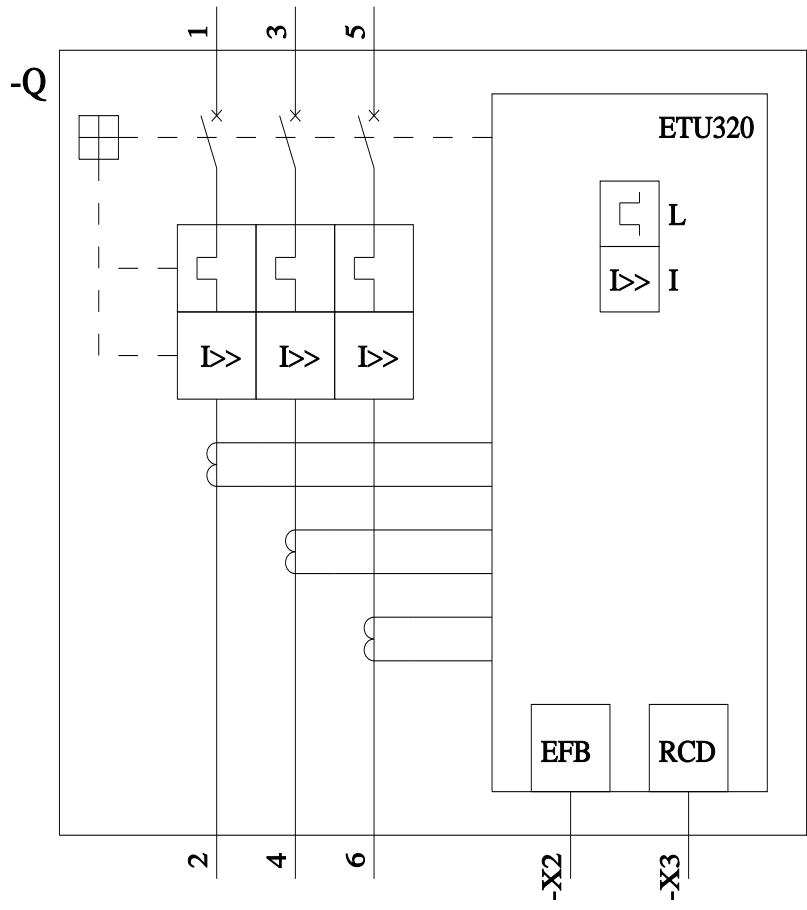 1 3 5
-Q
ETU320
L
I>> I
I>> I>> I>>
EFB RCD
2 4 6
-X2 -X3